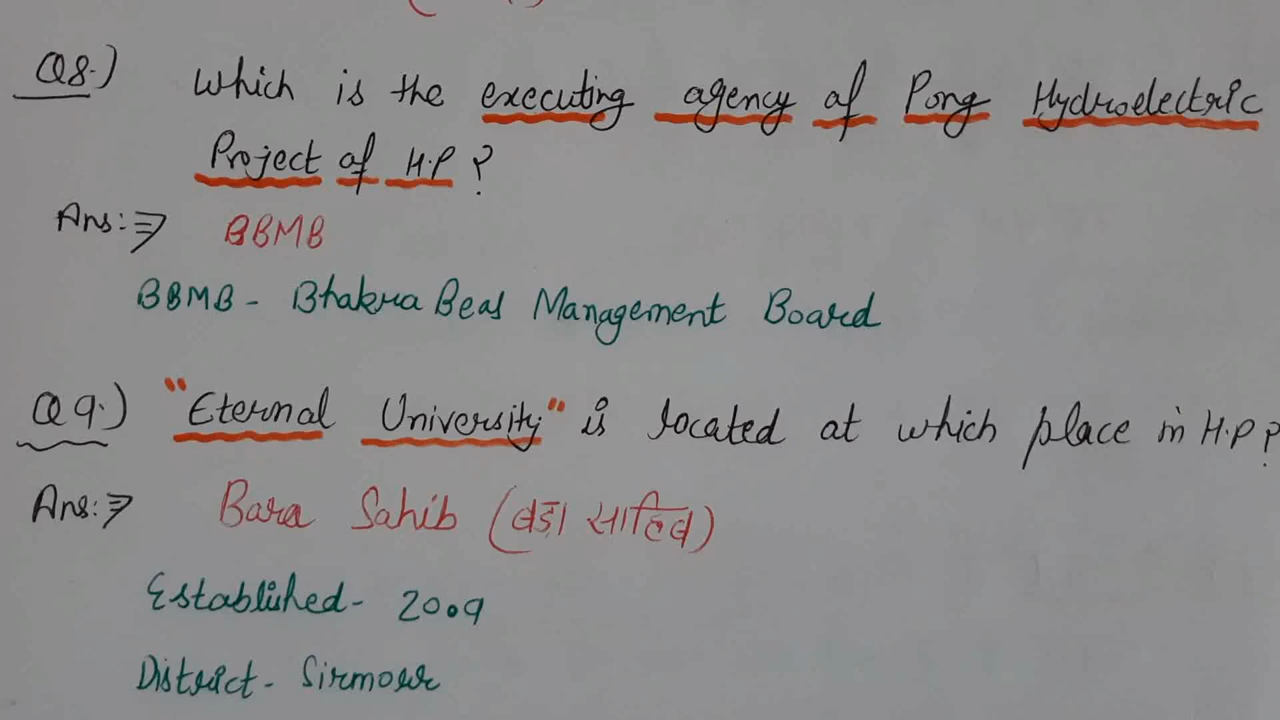 Q8.) Which is the executing agency of Pong Hydroelectric
Project of H.P ?
Ans:⇒ BBMB
BBMB - Bhakra Beas Management Board
Q9.) "Eternal University" is located at which place in H.P?
Ans:⇒ Bara Sahib (बड़ा साहिब)
Established- 2009
District- Sirmour